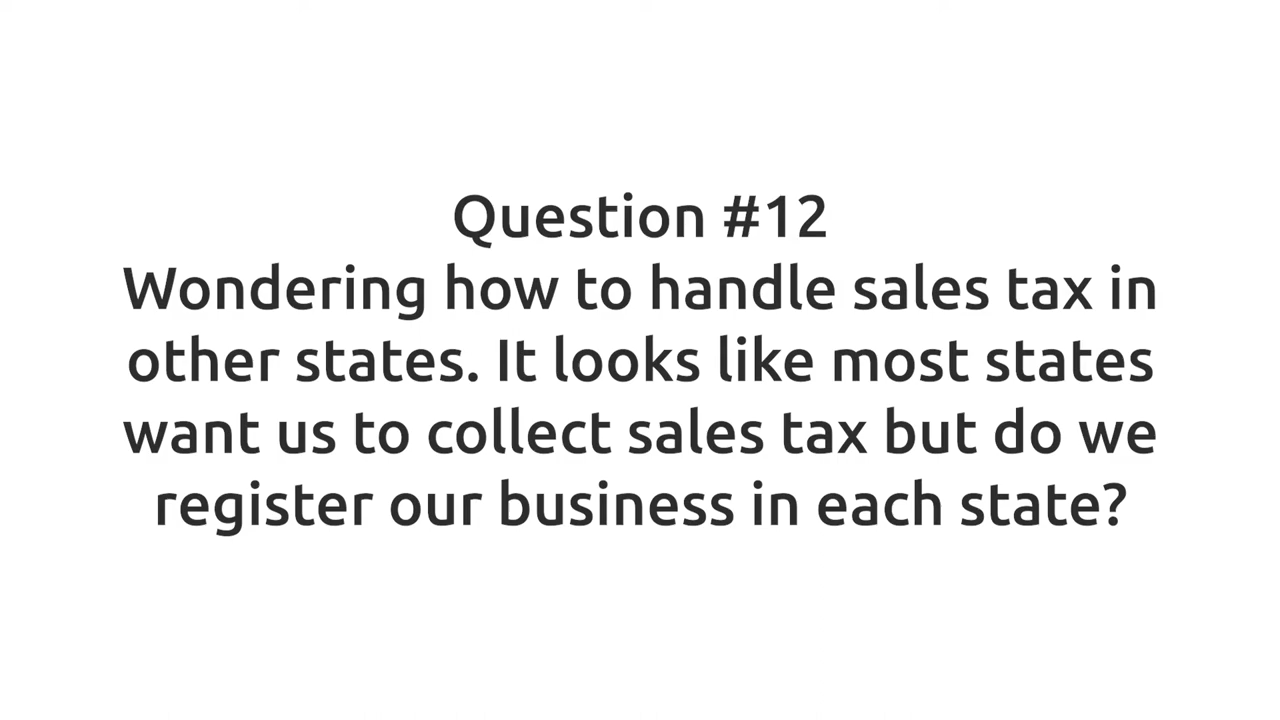 Question #12
Wondering how to handle sales tax in
other states. It looks like most states
want us to collect sales tax but do we
register our business in each state?